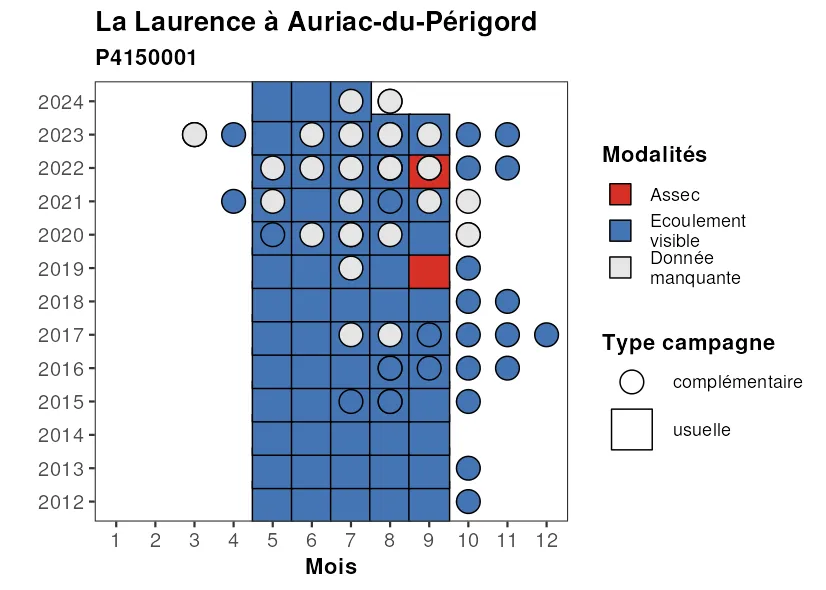 La Laurence à Auriac-du-Périgord
P4150001
2024
2023
2022
2021
2020
2019
2018
2017
2016
2015
2014
2013
2012
1 2 3 4 5 6 7 8 9 10 11 12
Mois
Modalités
Assec
Ecoulement
visible
Donnée
manquante
Type campagne
complémentaire
usuelle